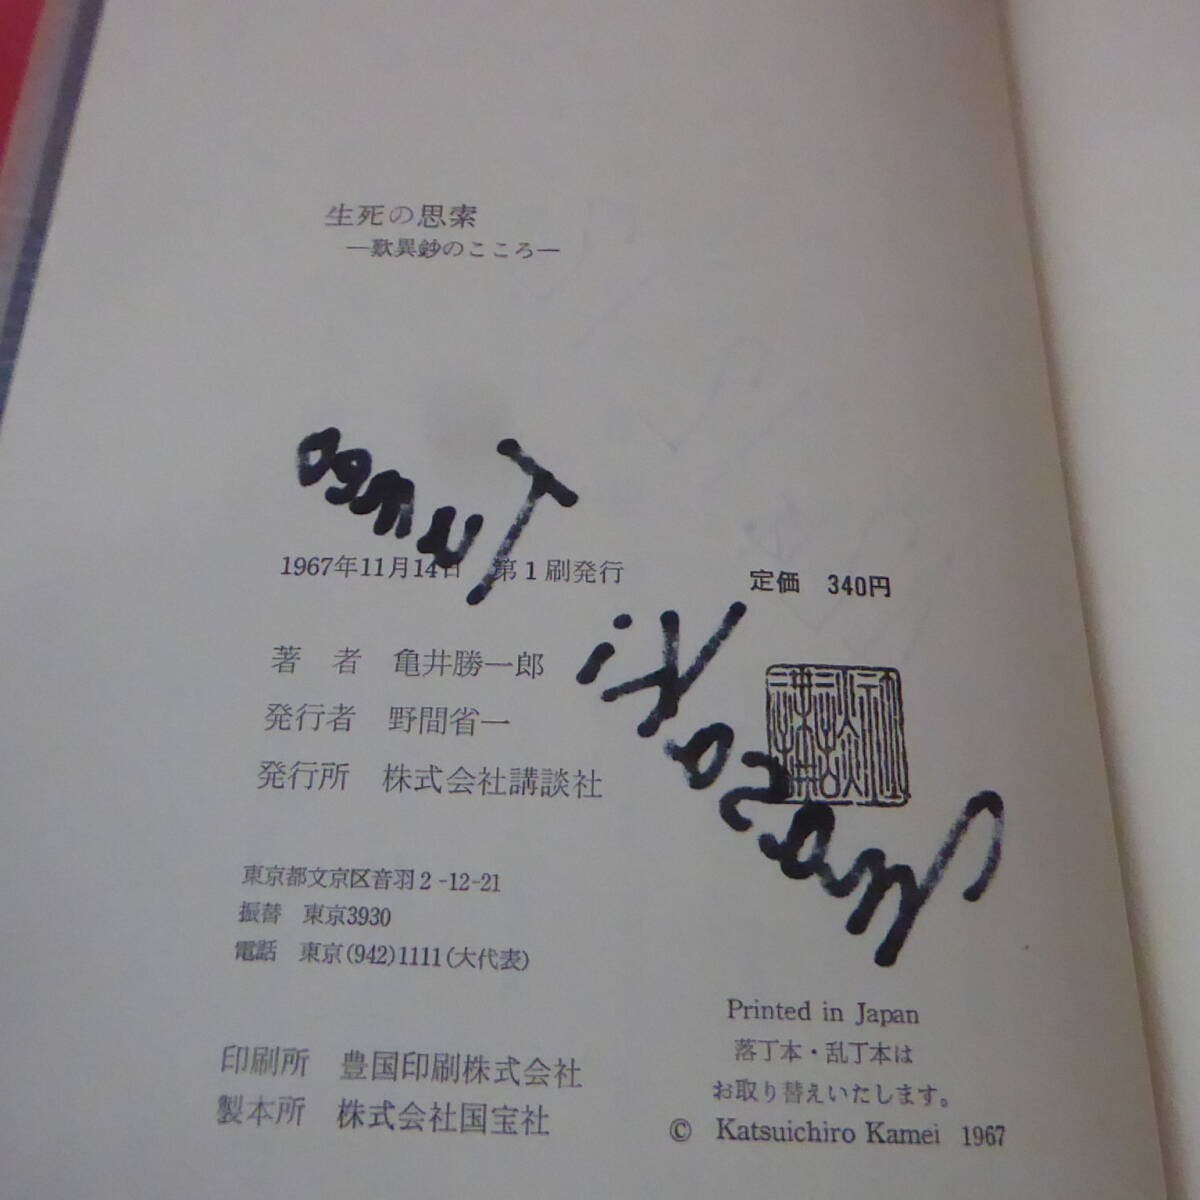 生死の思索
―歎異鈔のこころ―
Masaki Tango
1967年11月14日 第1刷発行
定価 340円
著者 亀井勝一郎
発行者 野間省一
発行所 株式会社講談社
講談社
東京都文京区音羽2-12-21
振替 東京3930
電話 東京(942)1111(大代表)
印刷所 豊国印刷株式会社
製本所 株式会社国宝社
Printed in Japan
落丁本・乱丁本は
お取り替えいたします。
© Katsuichiro Kamei 1967